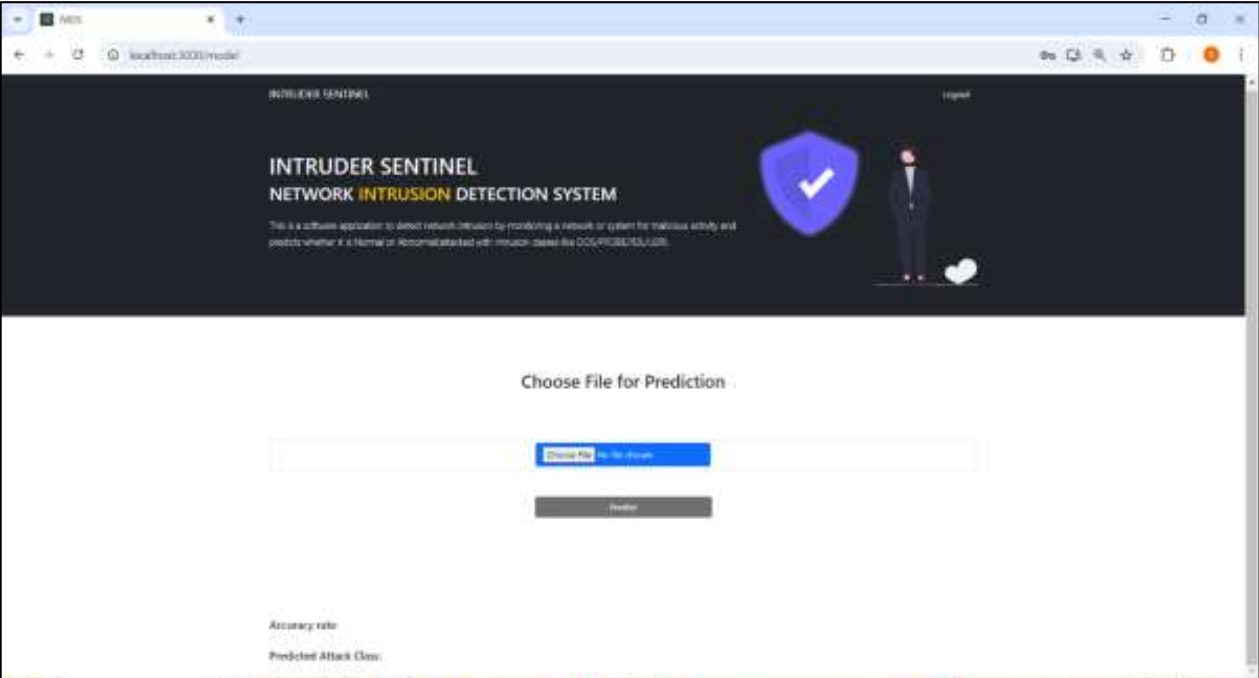 NIDS
localhost:3000/model
INTRUDER SENTINEL
Logout
INTRUDER SENTINEL
NETWORK INTRUSION DETECTION SYSTEM
This is a software application to detect network intrusion by monitoring a network or system for malicious activity and
predicts whether it is Normal or Abnormal(attacked with intrusion classes like DOS/PROBE/R2L/U2R).
Choose File for Prediction
Choose File No file chosen
Predict
Accuracy rate:
Predicted Attack Class: